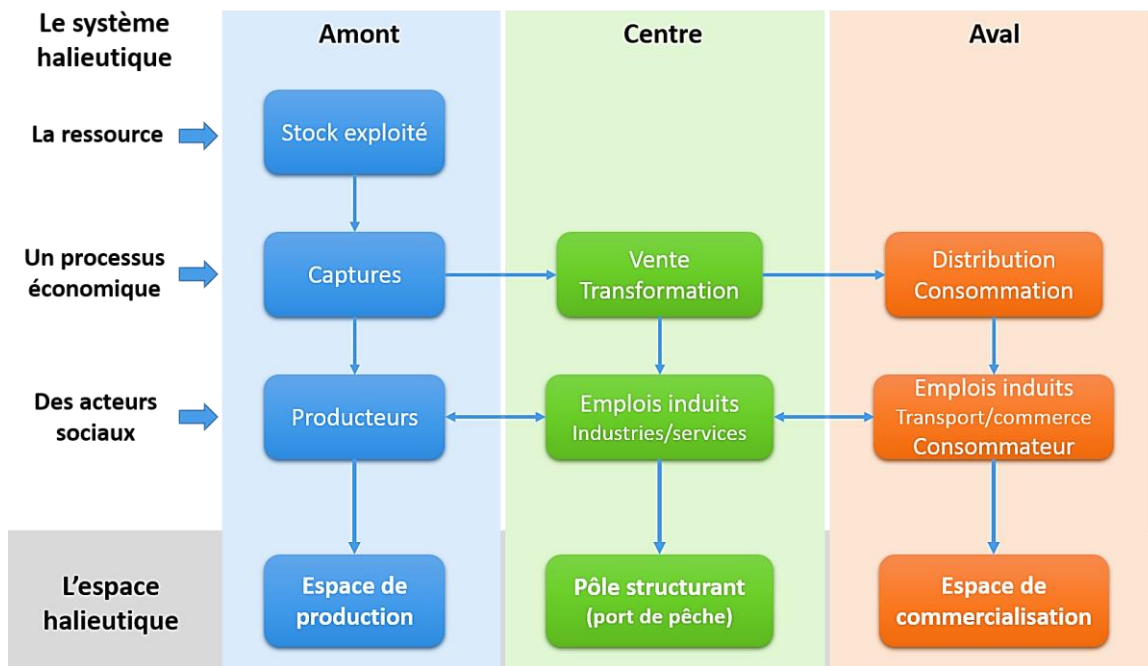 Le système
halieutique
Amont
Centre
Aval
La ressource
Stock exploité
Un processus
économique
Captures
Vente
Transformation
Distribution
Consommation
Des acteurs
sociaux
Producteurs
Emplois induits
Industries/services
Emplois induits
Transport/commerce
Consommateur
L'espace
halieutique
Espace de
production
Pôle structurant
(port de pêche)
Espace de
commercialisation